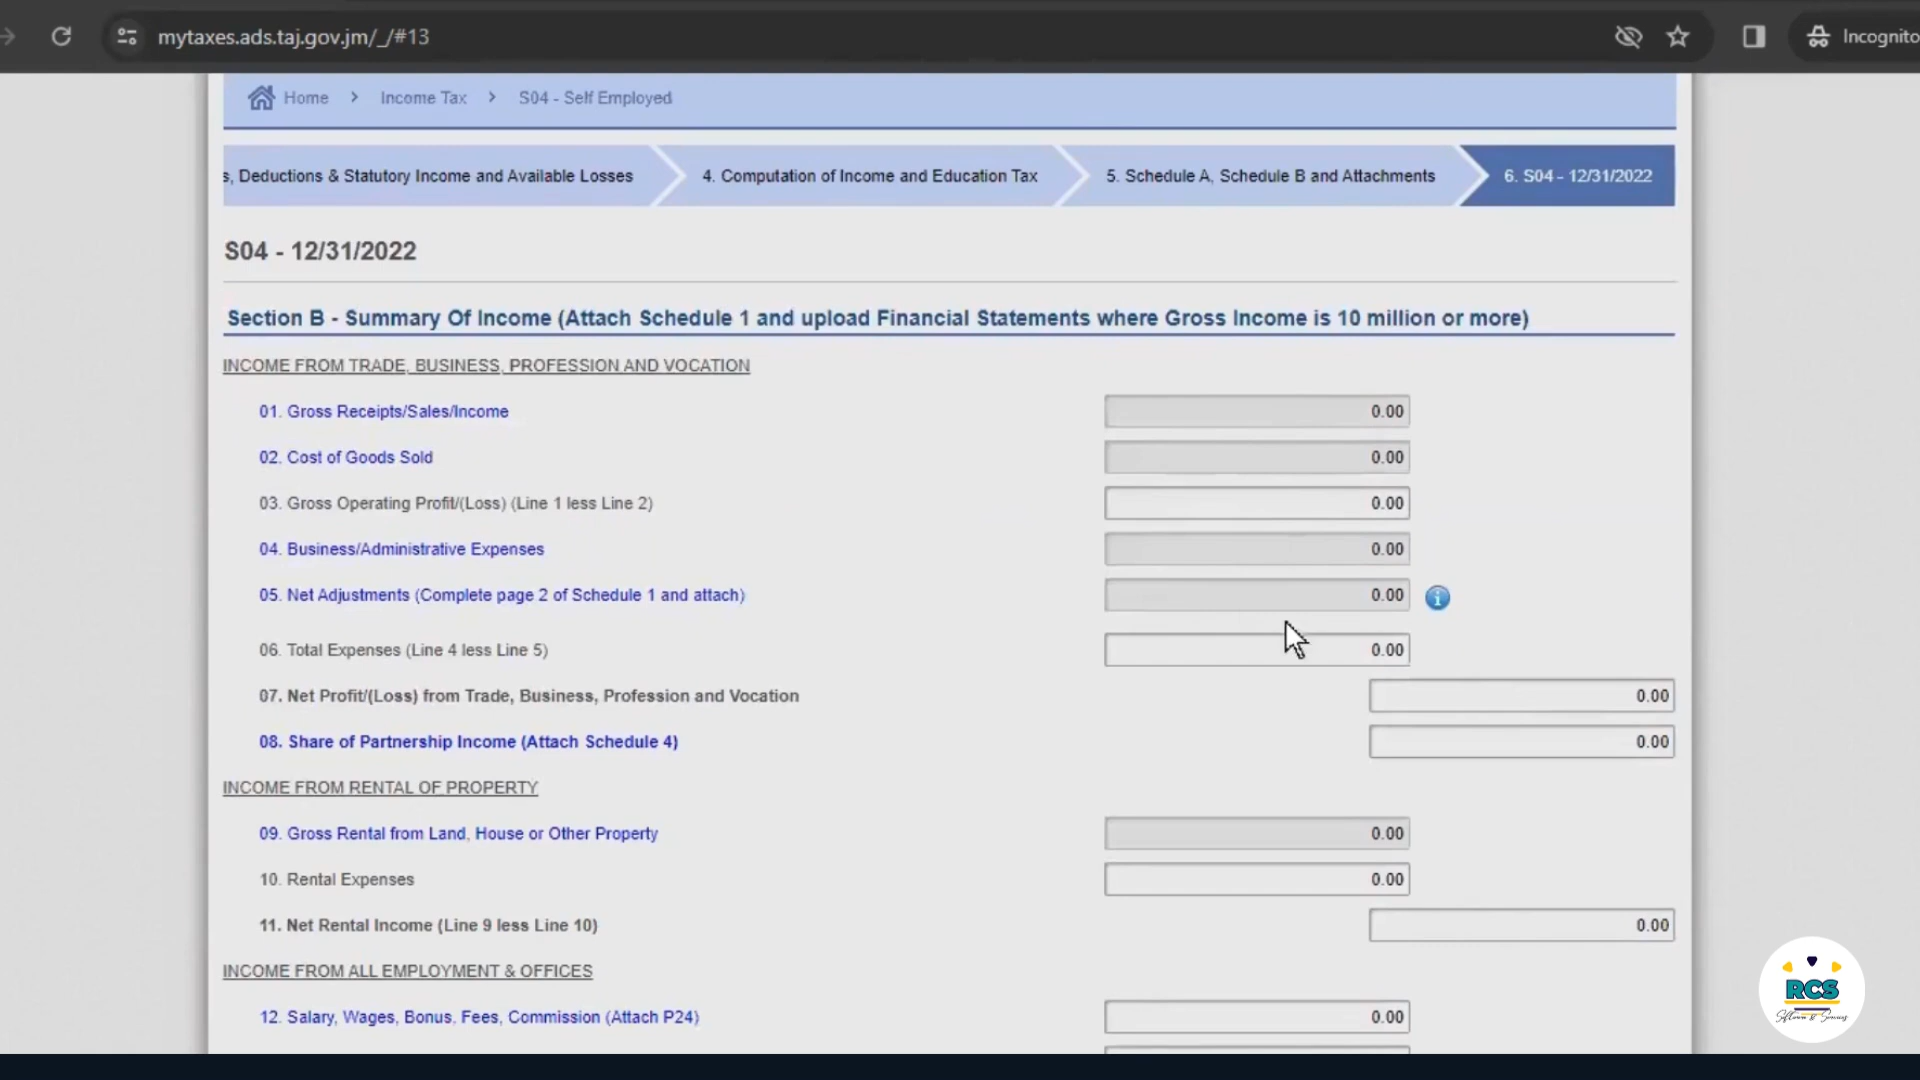 mytaxes.ads.taj.gov.jm/_/#13
Incognito
Home > Income Tax > S04 - Self Employed
s, Deductions & Statutory Income and Available Losses
4. Computation of Income and Education Tax
5. Schedule A, Schedule B and Attachments
6. S04 - 12/31/2022
S04 - 12/31/2022
Section B - Summary Of Income (Attach Schedule 1 and upload Financial Statements where Gross Income is 10 million or more)
INCOME FROM TRADE, BUSINESS, PROFESSION AND VOCATION
01. Gross Receipts/Sales/Income 0.00
02. Cost of Goods Sold 0.00
03. Gross Operating Profit/(Loss) (Line 1 less Line 2) 0.00
04. Business/Administrative Expenses 0.00
05. Net Adjustments (Complete page 2 of Schedule 1 and attach) 0.00
06. Total Expenses (Line 4 less Line 5) 0.00
07. Net Profit/(Loss) from Trade, Business, Profession and Vocation 0.00
08. Share of Partnership Income (Attach Schedule 4) 0.00
INCOME FROM RENTAL OF PROPERTY
09. Gross Rental from Land, House or Other Property 0.00
10. Rental Expenses 0.00
11. Net Rental Income (Line 9 less Line 10) 0.00
INCOME FROM ALL EMPLOYMENT & OFFICES
12. Salary, Wages, Bonus, Fees, Commission (Attach P24) 0.00
RCS